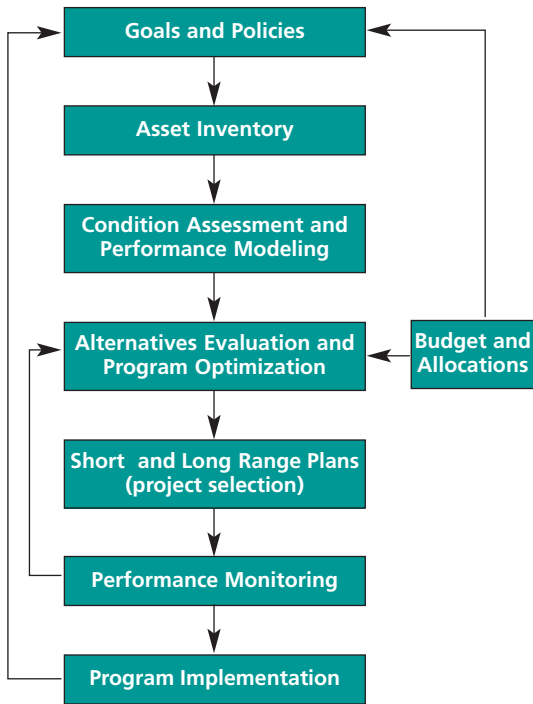 Goals and Policies
Asset Inventory
Condition Assessment and
Performance Modeling
Alternatives Evaluation and
Program Optimization
Budget and
Allocations
Short and Long Range Plans
(project selection)
Performance Monitoring
Program Implementation